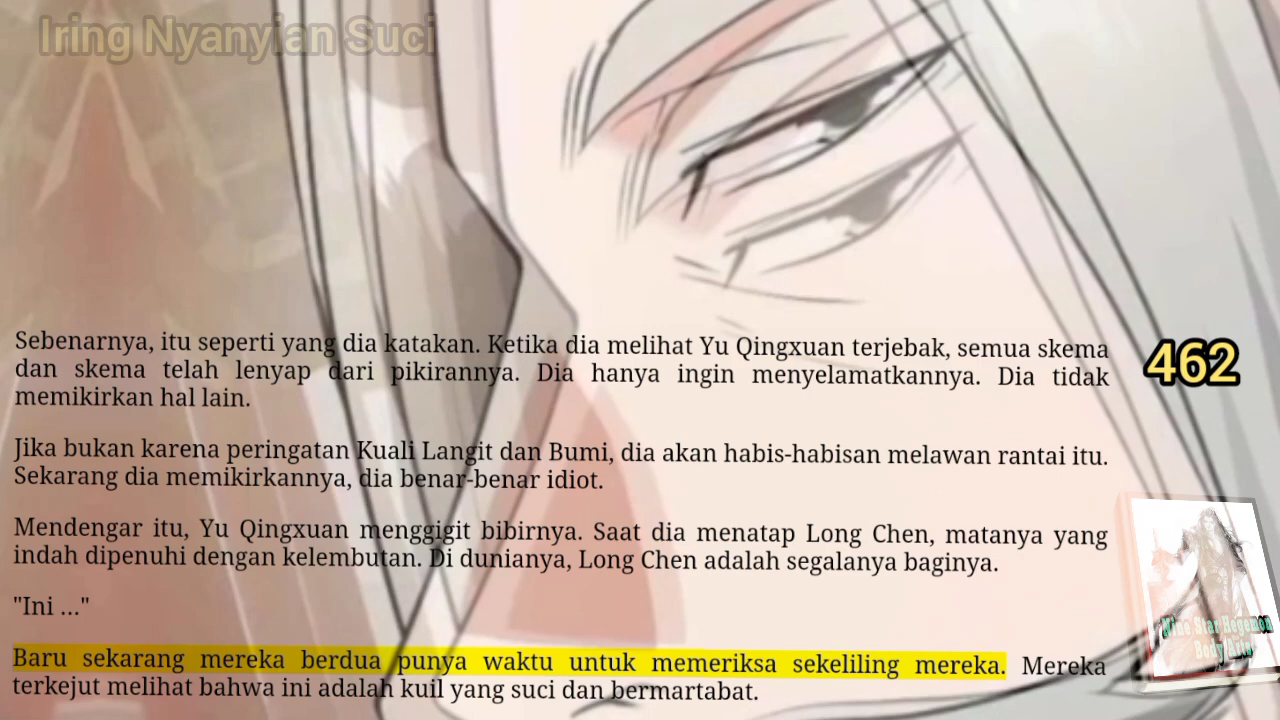 Iring Nyanyian Suci
Sebenarnya, itu seperti yang dia katakan. Ketika dia melihat Yu Qingxuan terjebak, semua skema
dan skema telah lenyap dari pikirannya. Dia hanya ingin menyelamatkannya. Dia tidak
memikirkan hal lain.
462
Jika bukan karena peringatan Kuali Langit dan Bumi, dia akan habis-habisan melawan rantai itu.
Sekarang dia memikirkannya, dia benar-benar idiot.
Mendengar itu, Yu Qingxuan menggigit bibirnya. Saat dia menatap Long Chen, matanya yang
indah dipenuhi dengan kelembutan. Di dunianya, Long Chen adalah segalanya baginya.
"Ini ..."
Baru sekarang mereka berdua punya waktu untuk memeriksa sekeliling mereka. Mereka
terkejut melihat bahwa ini adalah kuil yang suci dan bermartabat.
Nine Star Hegemon
Body Arts